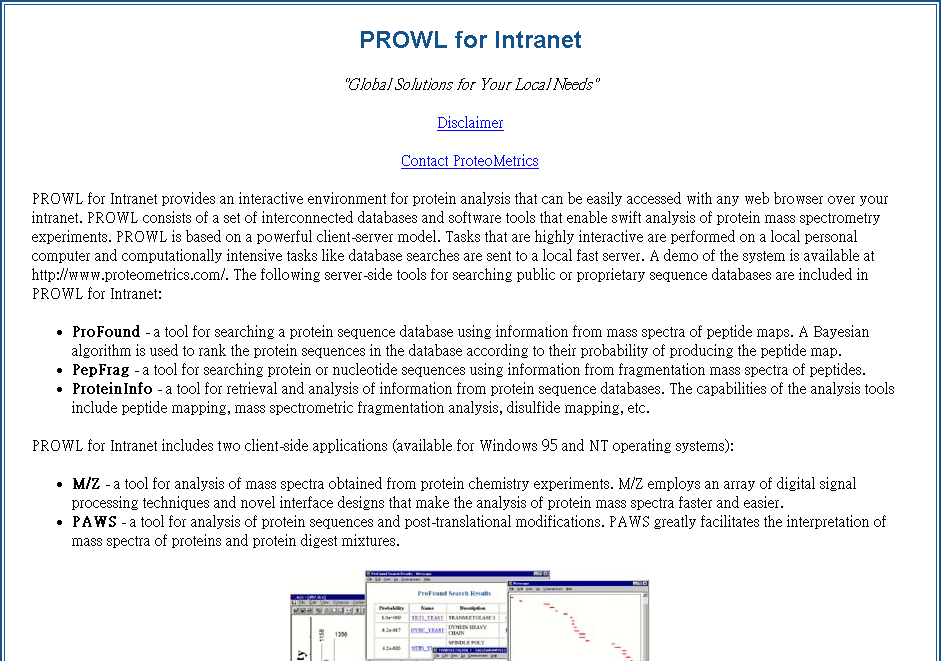 PROWL for Intranet
"Global Solutions for Your Local Needs"
Disclaimer
Contact ProteoMetrics
PROWL for Intranet provides an interactive environment for protein analysis that can be easily accessed with any web browser over your
intranet. PROWL consists of a set of interconnected databases and software tools that enable swift analysis of protein mass spectrometry
experiments. PROWL is based on a powerful client-server model. Tasks that are highly interactive are performed on a local personal
computer and computationally intensive tasks like database searches are sent to a local fast server. A demo of the system is available at
http://www.proteometrics.com/. The following server-side tools for searching public or proprietary sequence databases are included in
PROWL for Intranet:
• ProFound - a tool for searching a protein sequence database using information from mass spectra of peptide maps. A Bayesian
algorithm is used to rank the protein sequences in the database according to their probability of producing the peptide map.
• PepFrag - a tool for searching protein or nucleotide sequences using information from fragmentation mass spectra of peptides.
• ProteinInfo - a tool for retrieval and analysis of information from protein sequence databases. The capabilities of the analysis tools
include peptide mapping, mass spectrometric fragmentation analysis, disulfide mapping, etc.
PROWL for Intranet includes two client-side applications (available for Windows 95 and NT operating systems):
• M/Z - a tool for analysis of mass spectra obtained from protein chemistry experiments. M/Z employs an array of digital signal
processing techniques and novel interface designs that make the analysis of protein mass spectra faster and easier.
• PAWS - a tool for analysis of protein sequences and post-translational modifications. PAWS greatly facilitates the interpretation of
mass spectra of proteins and protein digest mixtures.
ProFound Search Results
Probability Name Description
TKT1_YEAST TRANSKETOLASE 1
DYHC_YEAST DYNEIN HEAVY
CHAIN
SPINDLE POLY
1158
1356